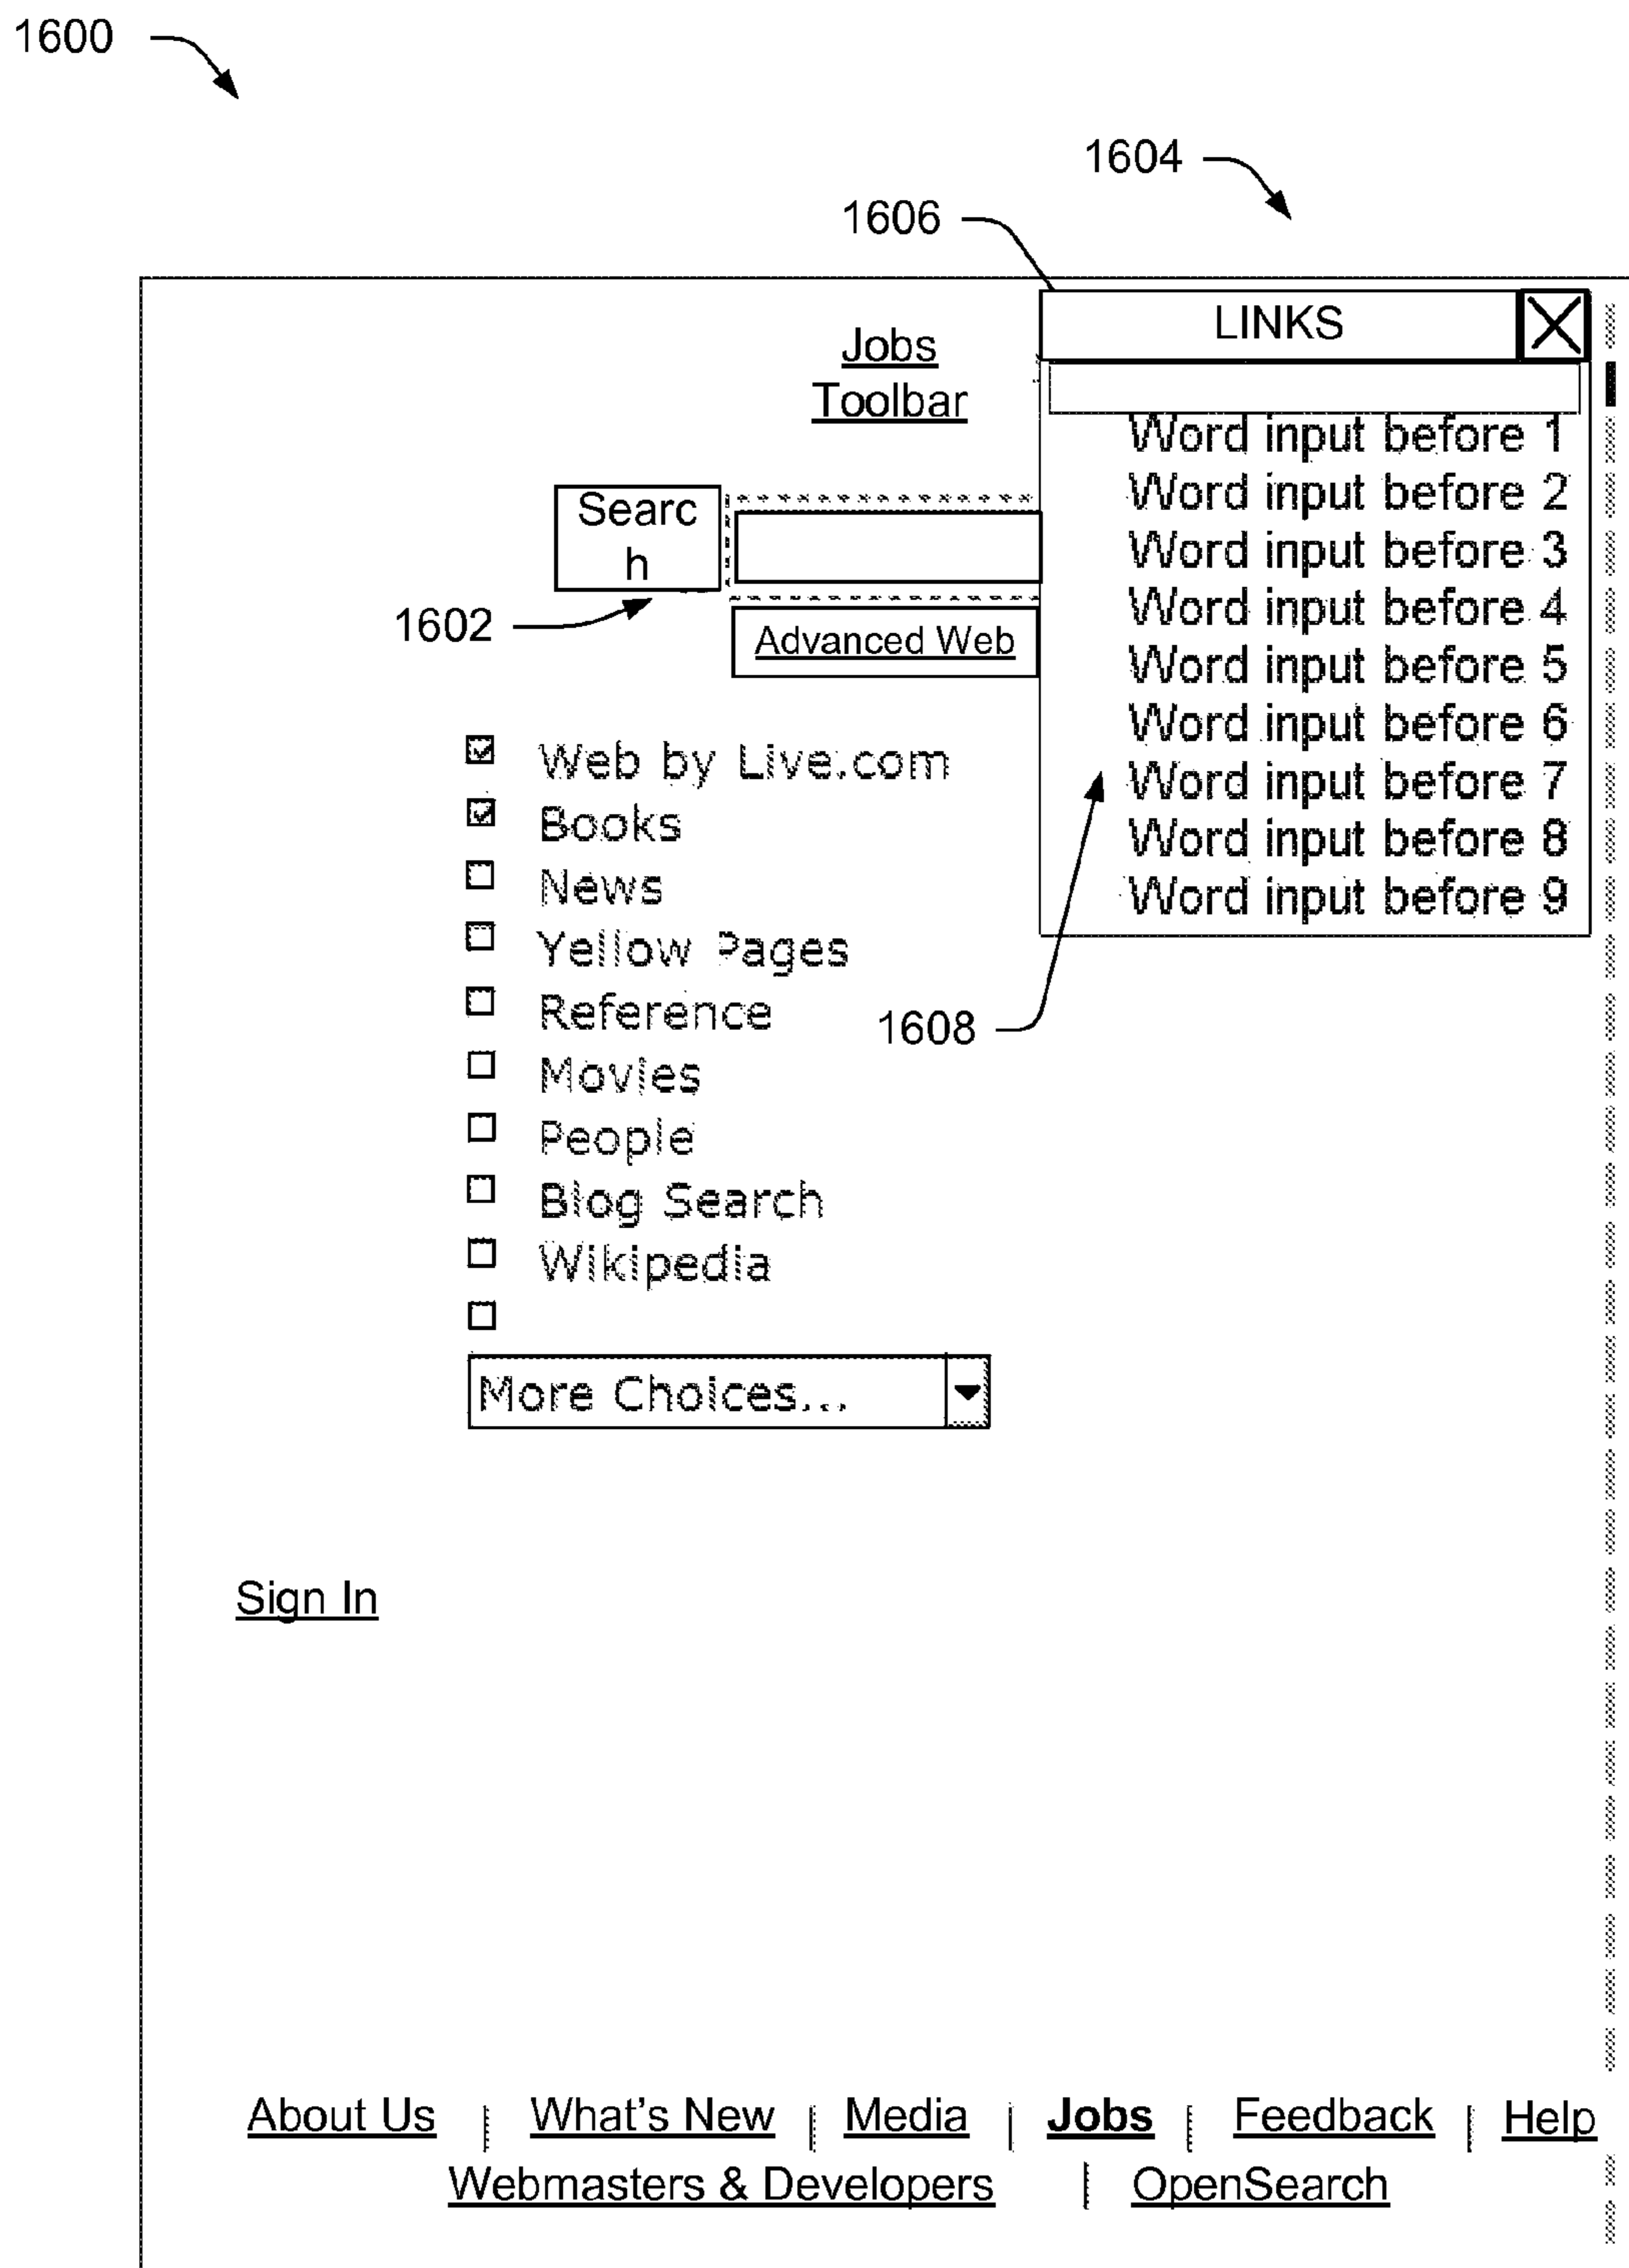 1600
1604
1606
LINKS
Jobs
Toolbar
Word input before 1
Word input before 2
Word input before 3
Word input before 4
Word input before 5
Word input before 6
Word input before 7
Word input before 8
Word input before 9
Searc
h
1602
Advanced Web
Web by Live.com
Books
News
Yellow Pages
Reference
1608
Movies
People
Blog Search
Wikipedia
More Choices...
Sign In
About Us | What's New | Media | Jobs | Feedback | Help
Webmasters & Developers | OpenSearch